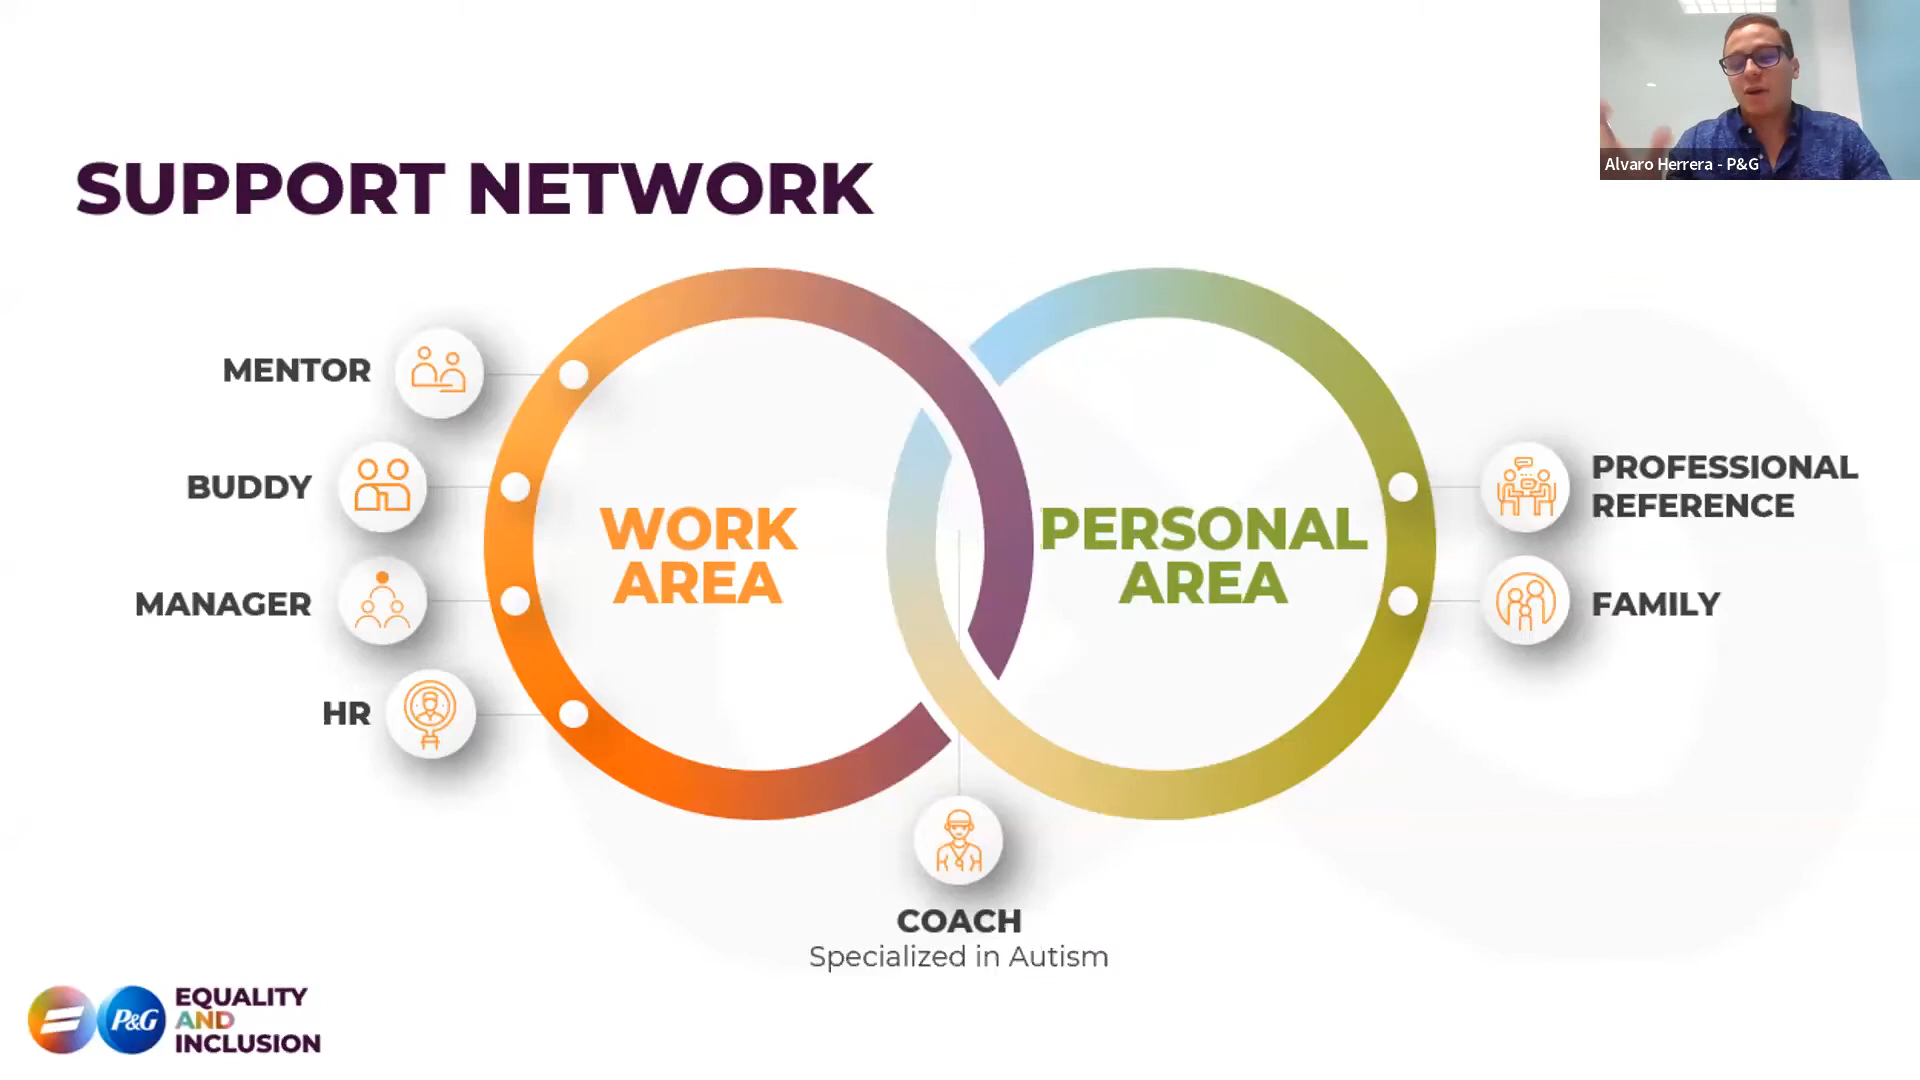 Alvaro Herrera - P&G
SUPPORT NETWORK
MENTOR
BUDDY
MANAGER
HR
WORK
AREA
PERSONAL
AREA
PROFESSIONAL
REFERENCE
FAMILY
COACH
Specialized in Autism
P&G
EQUALITY
AND
INCLUSION